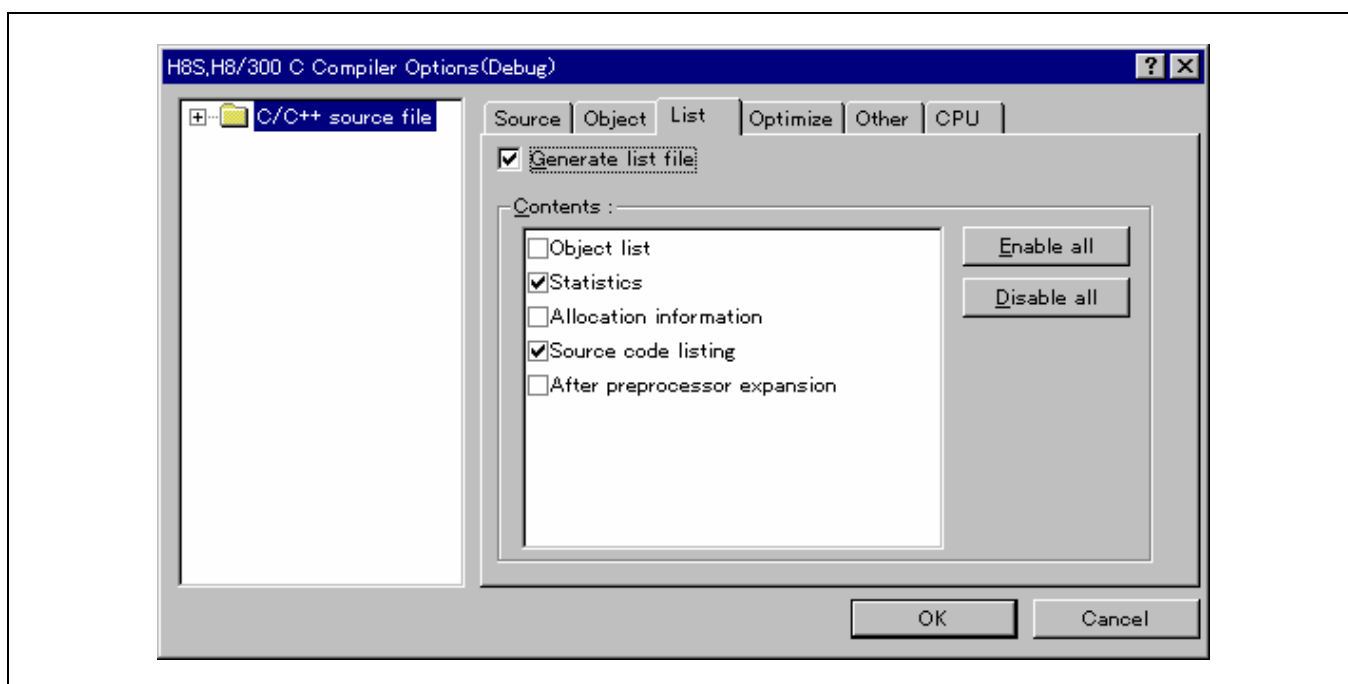 H8S,H8/300 C Compiler Options(Debug)
C/C++ source file
Source Object List Optimize Other CPU
Generate list file
Contents :
Object list
Statistics
Allocation information
Source code listing
After preprocessor expansion
Enable all
Disable all
OK Cancel